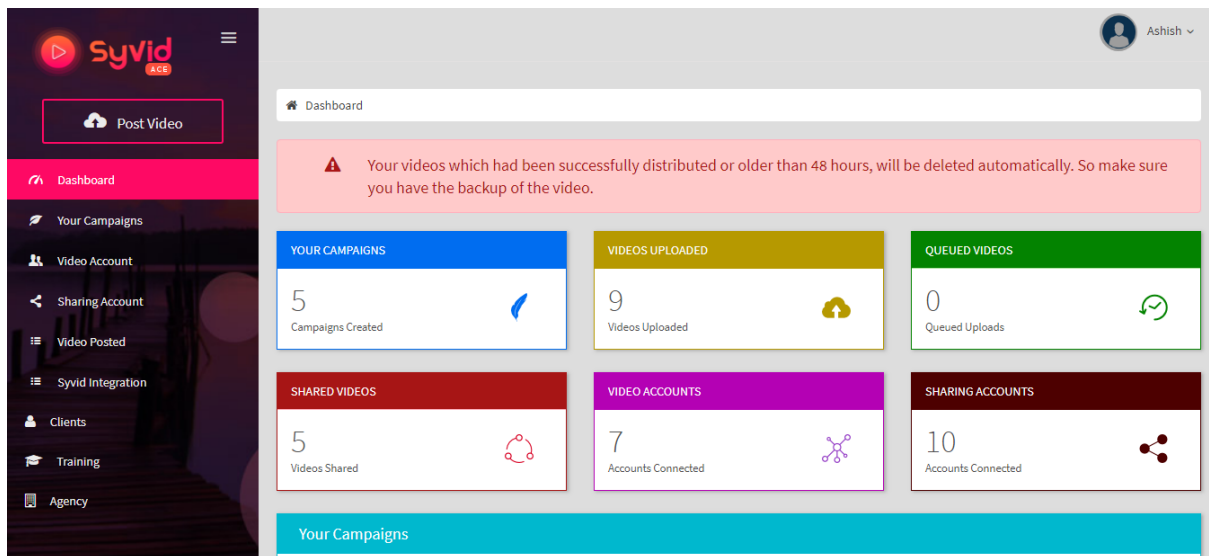 Syvid
ACE
Post Video
Dashboard
Your Campaigns
Video Account
Sharing Account
Video Posted
Syvid Integration
Clients
Training
Agency
Ashish
Dashboard
Your videos which had been successfully distributed or older than 48 hours, will be deleted automatically. So make sure
you have the backup of the video.
YOUR CAMPAIGNS
5
Campaigns Created
VIDEOS UPLOADED
9
Videos Uploaded
QUEUED VIDEOS
0
Queued Uploads
SHARED VIDEOS
5
Videos Shared
VIDEO ACCOUNTS
7
Accounts Connected
SHARING ACCOUNTS
10
Accounts Connected
Your Campaigns